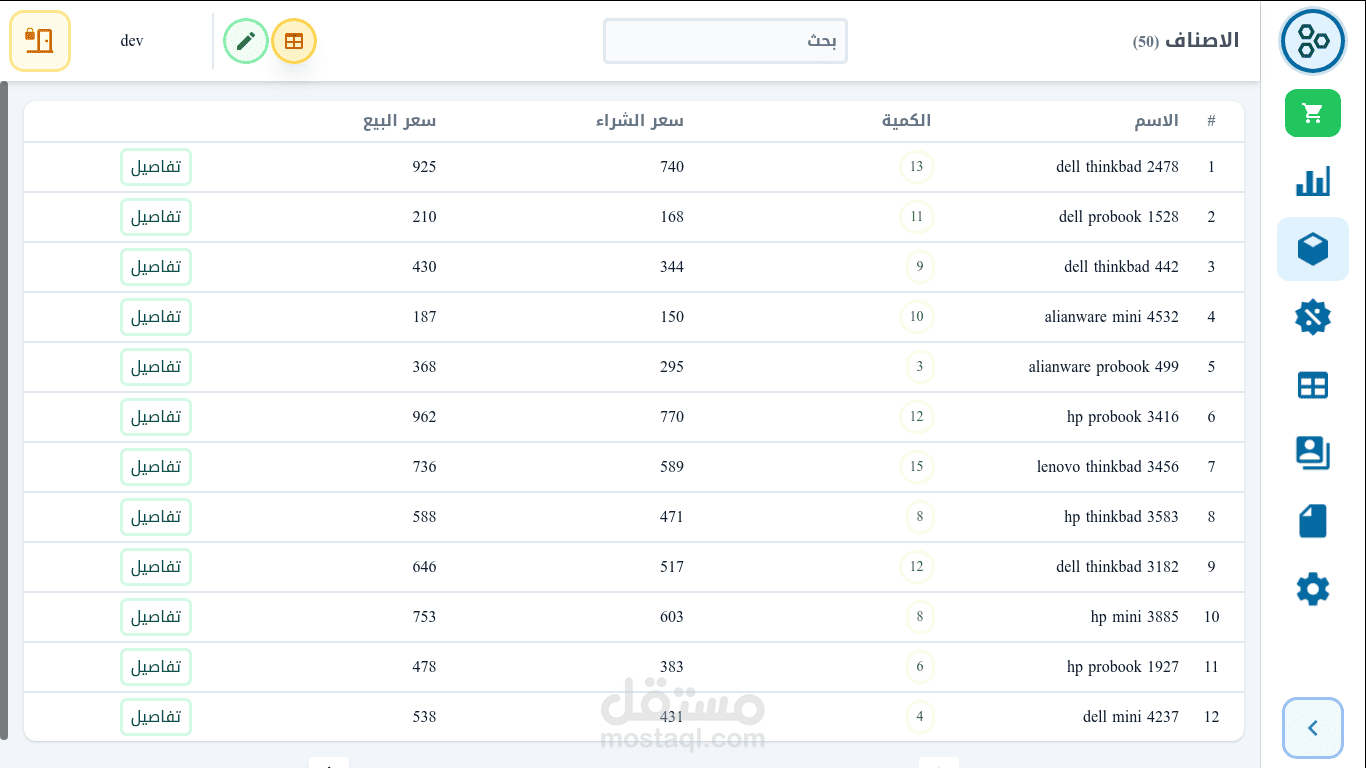 الاصناف (50)
بحث
dev
# الاسم الكمية سعر الشراء سعر البيع
1 dell thinkbad 2478 13 740 925 تفاصيل
2 dell probook 1528 11 168 210 تفاصيل
3 dell thinkbad 442 9 344 430 تفاصيل
4 alianware mini 4532 10 150 187 تفاصيل
5 alianware probook 499 3 295 368 تفاصيل
6 hp probook 3416 12 770 962 تفاصيل
7 lenovo thinkbad 3456 15 589 736 تفاصيل
8 hp thinkbad 3583 8 471 588 تفاصيل
9 dell thinkbad 3182 12 517 646 تفاصيل
10 hp mini 3885 8 603 753 تفاصيل
11 hp probook 1927 6 383 478 تفاصيل
12 dell mini 4237 4 431 538 تفاصيل
مستقل
mostaql.com